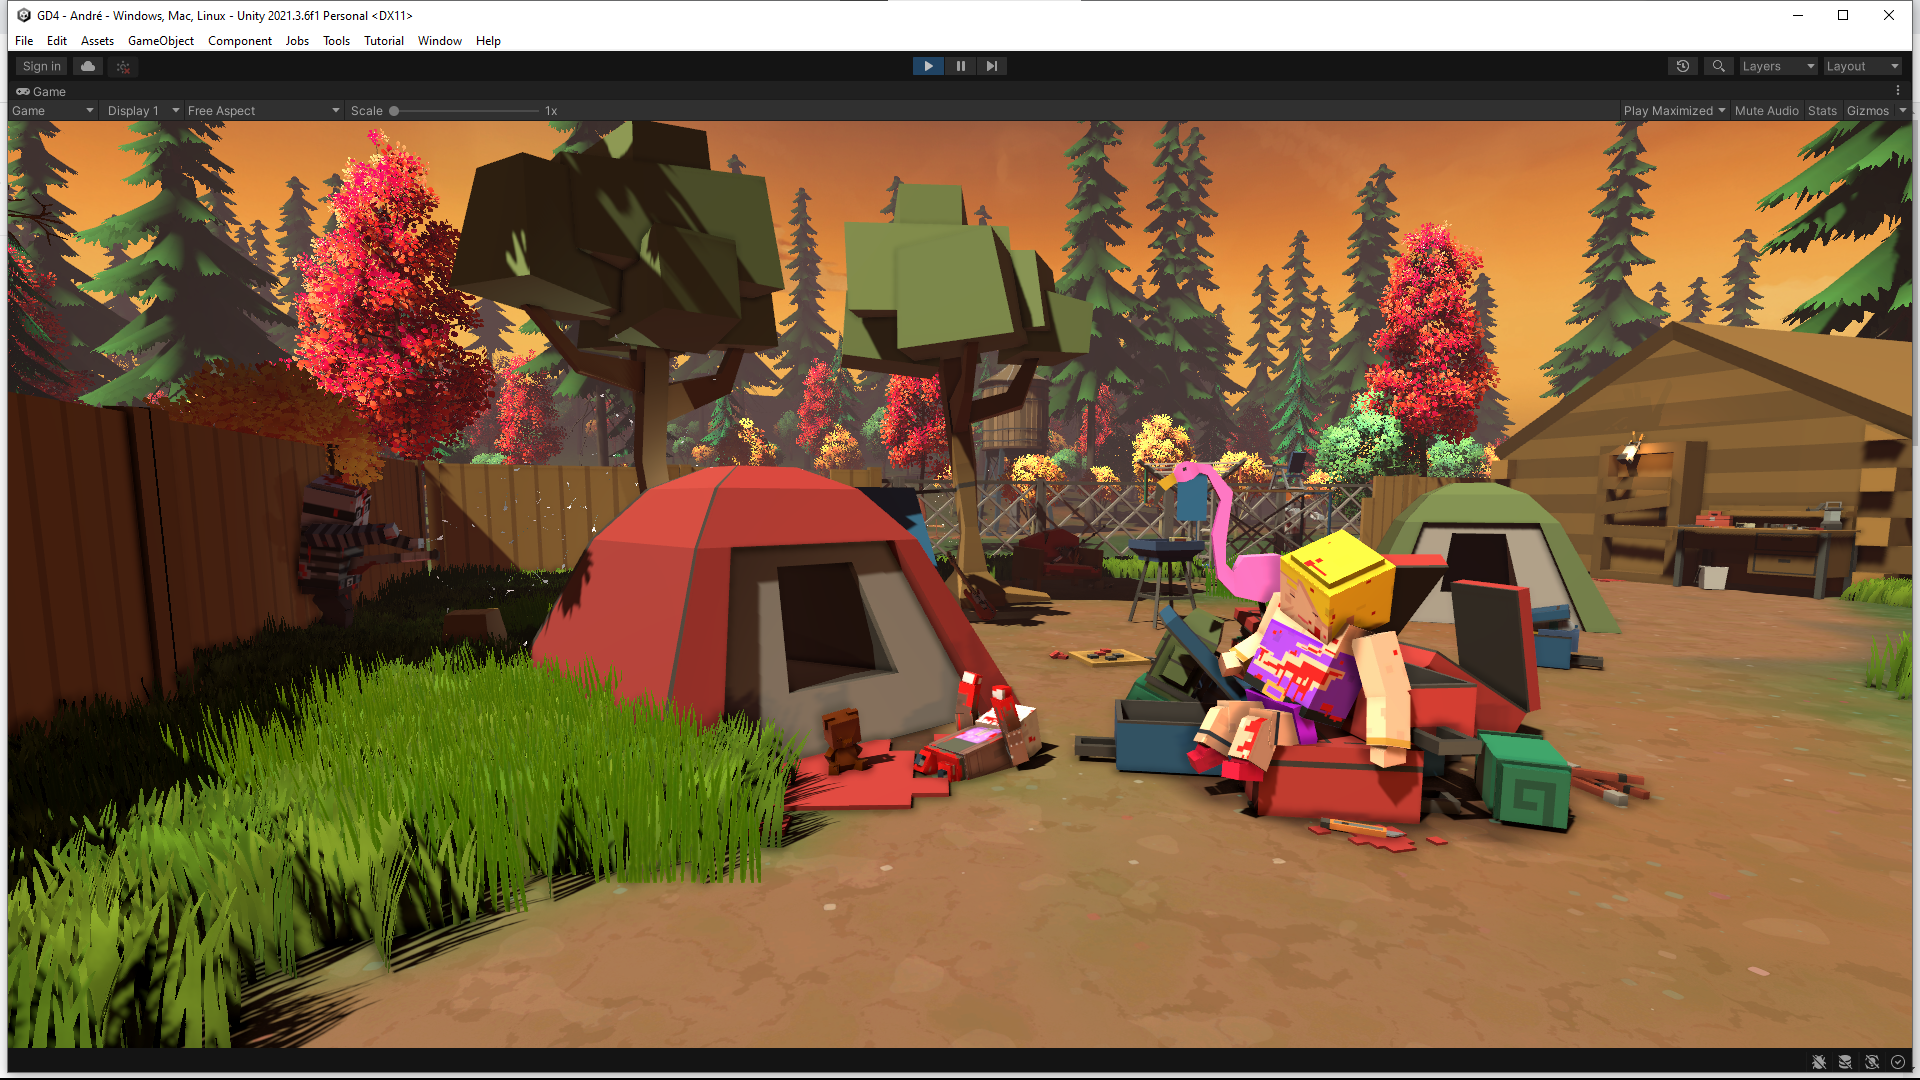 GD4 - André - Windows, Mac, Linux - Unity 2021.3.6f1 Personal <DX11>
File Edit Assets GameObject Component Jobs Tools Tutorial Window Help
Sign in Layers Layout
Game
Game Display 1 Free Aspect Scale 1x Play Maximized Mute Audio Stats Gizmos